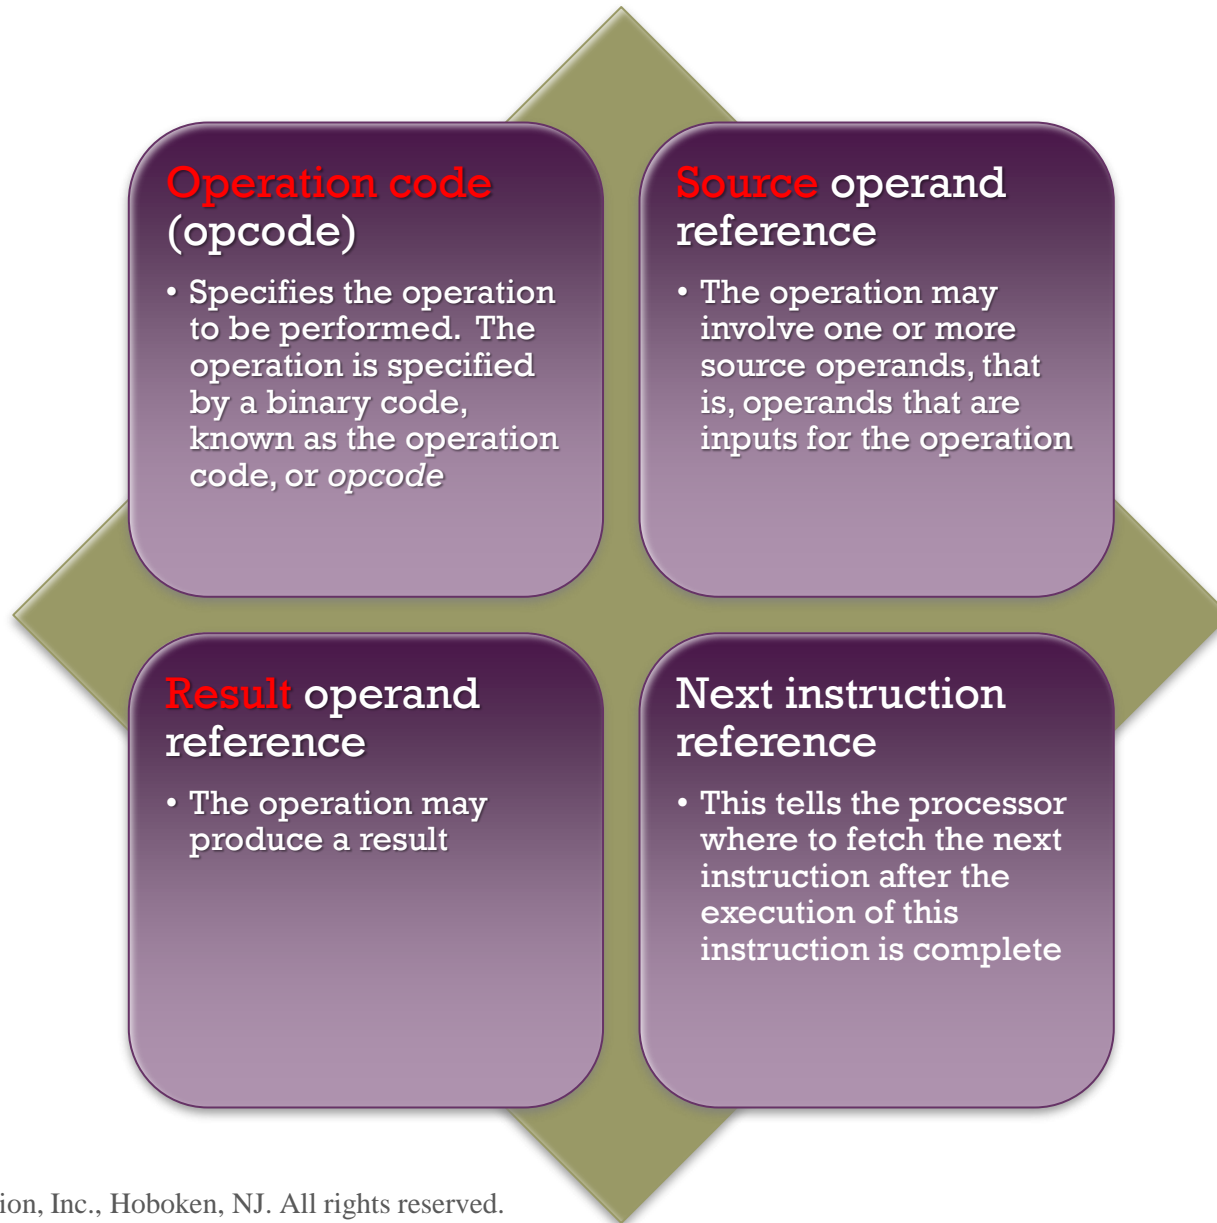 Operation code
(opcode)
• Specifies the operation
to be performed. The
operation is specified
by a binary code,
known as the operation
code, or opcode
Source operand
reference
• The operation may
involve one or more
source operands, that
is, operands that are
inputs for the operation
Result operand
reference
• The operation may
produce a result
Next instruction
reference
• This tells the processor
where to fetch the next
instruction after the
execution of this
instruction is complete
ion, Inc., Hoboken, NJ. All rights reserved.